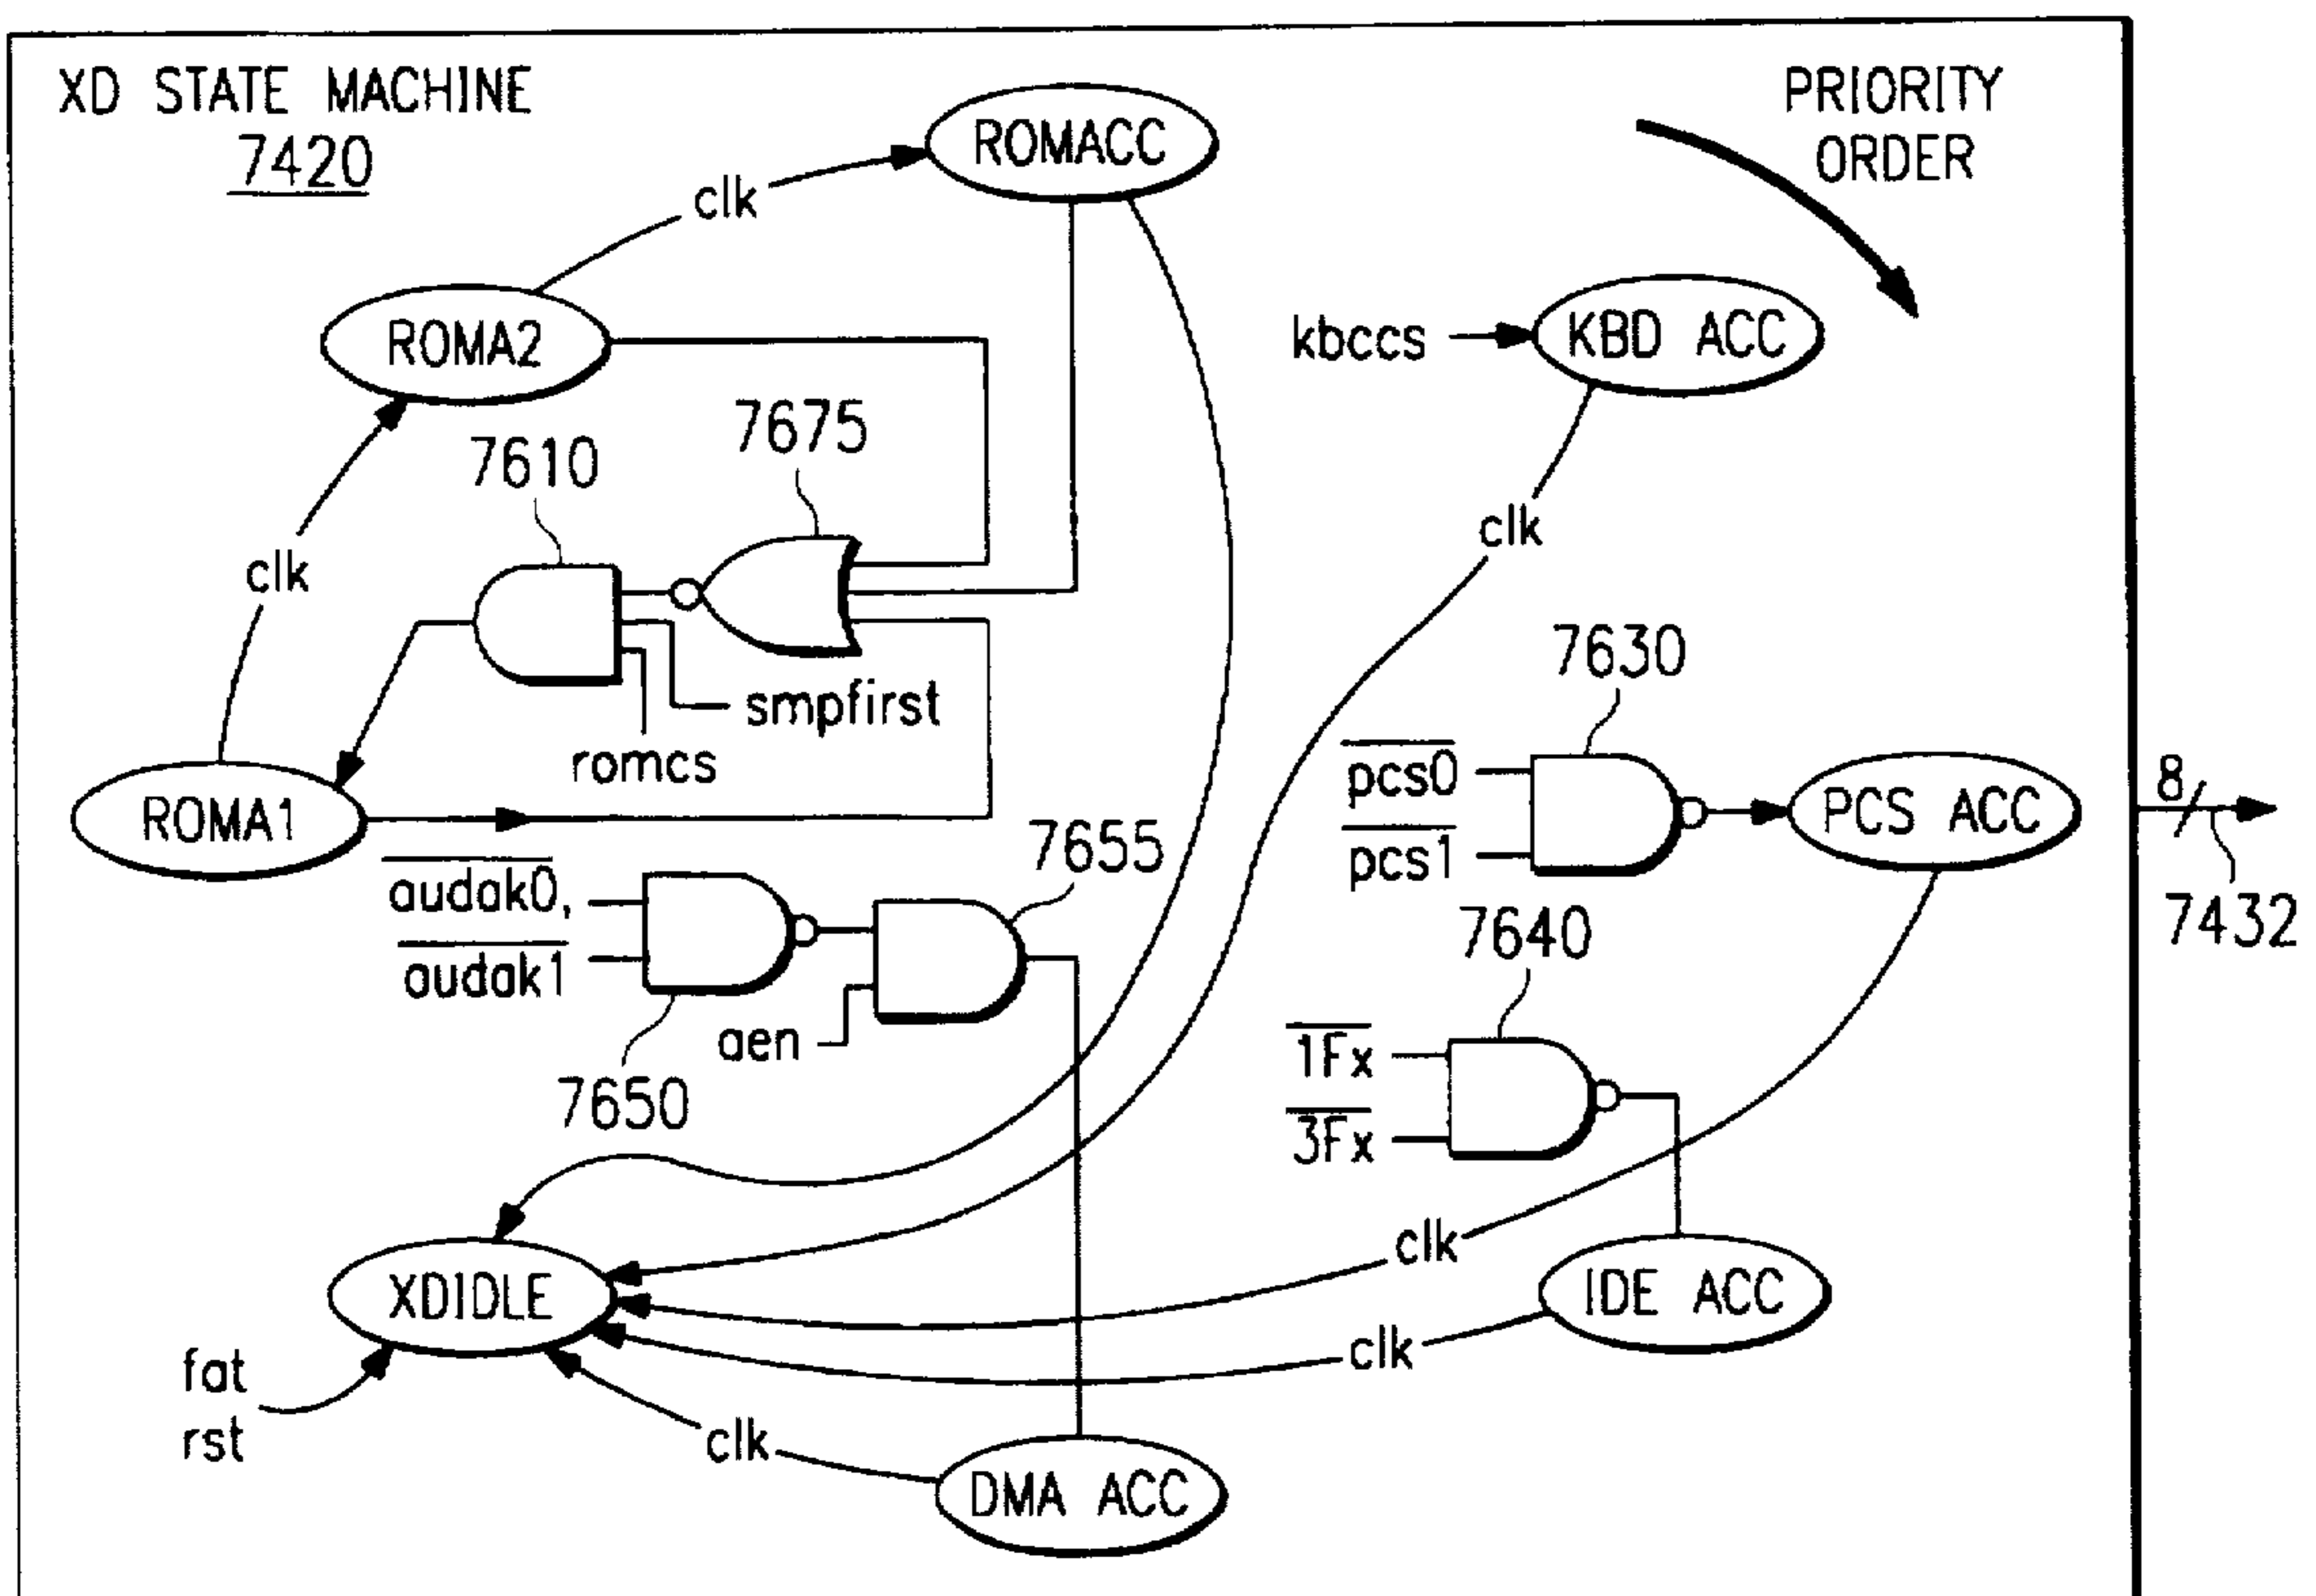 XD STATE MACHINE
7420
ROMACC
PRIORITY
ORDER
clk
ROMA2
kbccs
KBD ACC
7675
7610
clk
clk
7630
smpfirst
romcs
pcs0
pcs1
PCS ACC
8
7432
ROMA1
7655
audak0,
audak1
7640
aen
7650
1Fx
3Fx
clk
XDIDLE
IDE ACC
clk
fat
rst
clk
DMA ACC